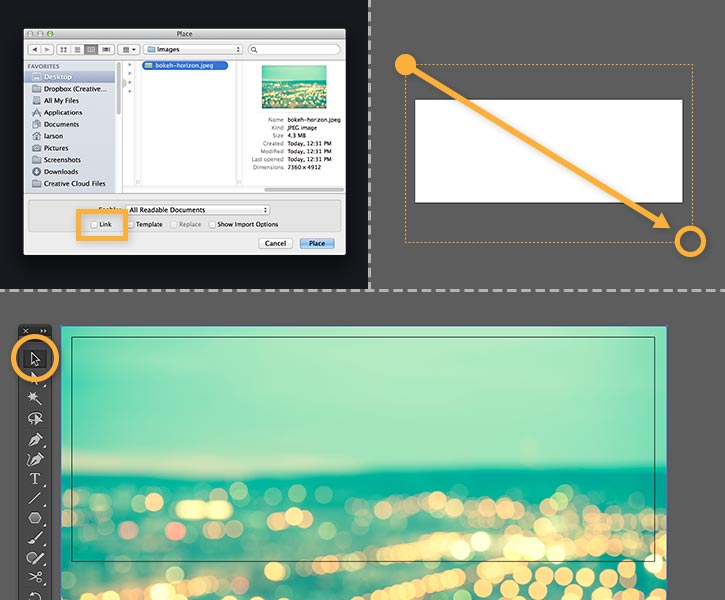 Place
Images
FAVORITES
Desktop
Dropbox (Creative...
All My Files
Applications
Documents
larson
Pictures
Screenshots
Downloads
Creative Cloud Files
bokeh-horizon.jpeg
Name bokeh-horizon.jpeg
Kind JPEG image
Size 4.3 MB
Created Today, 12:31 PM
Modified Today, 12:31 PM
Last opened Today, 12:31 PM
Dimensions 7360 x 4912
All Readable Documents
Link
Template
Replace
Show Import Options
Cancel
Place
T